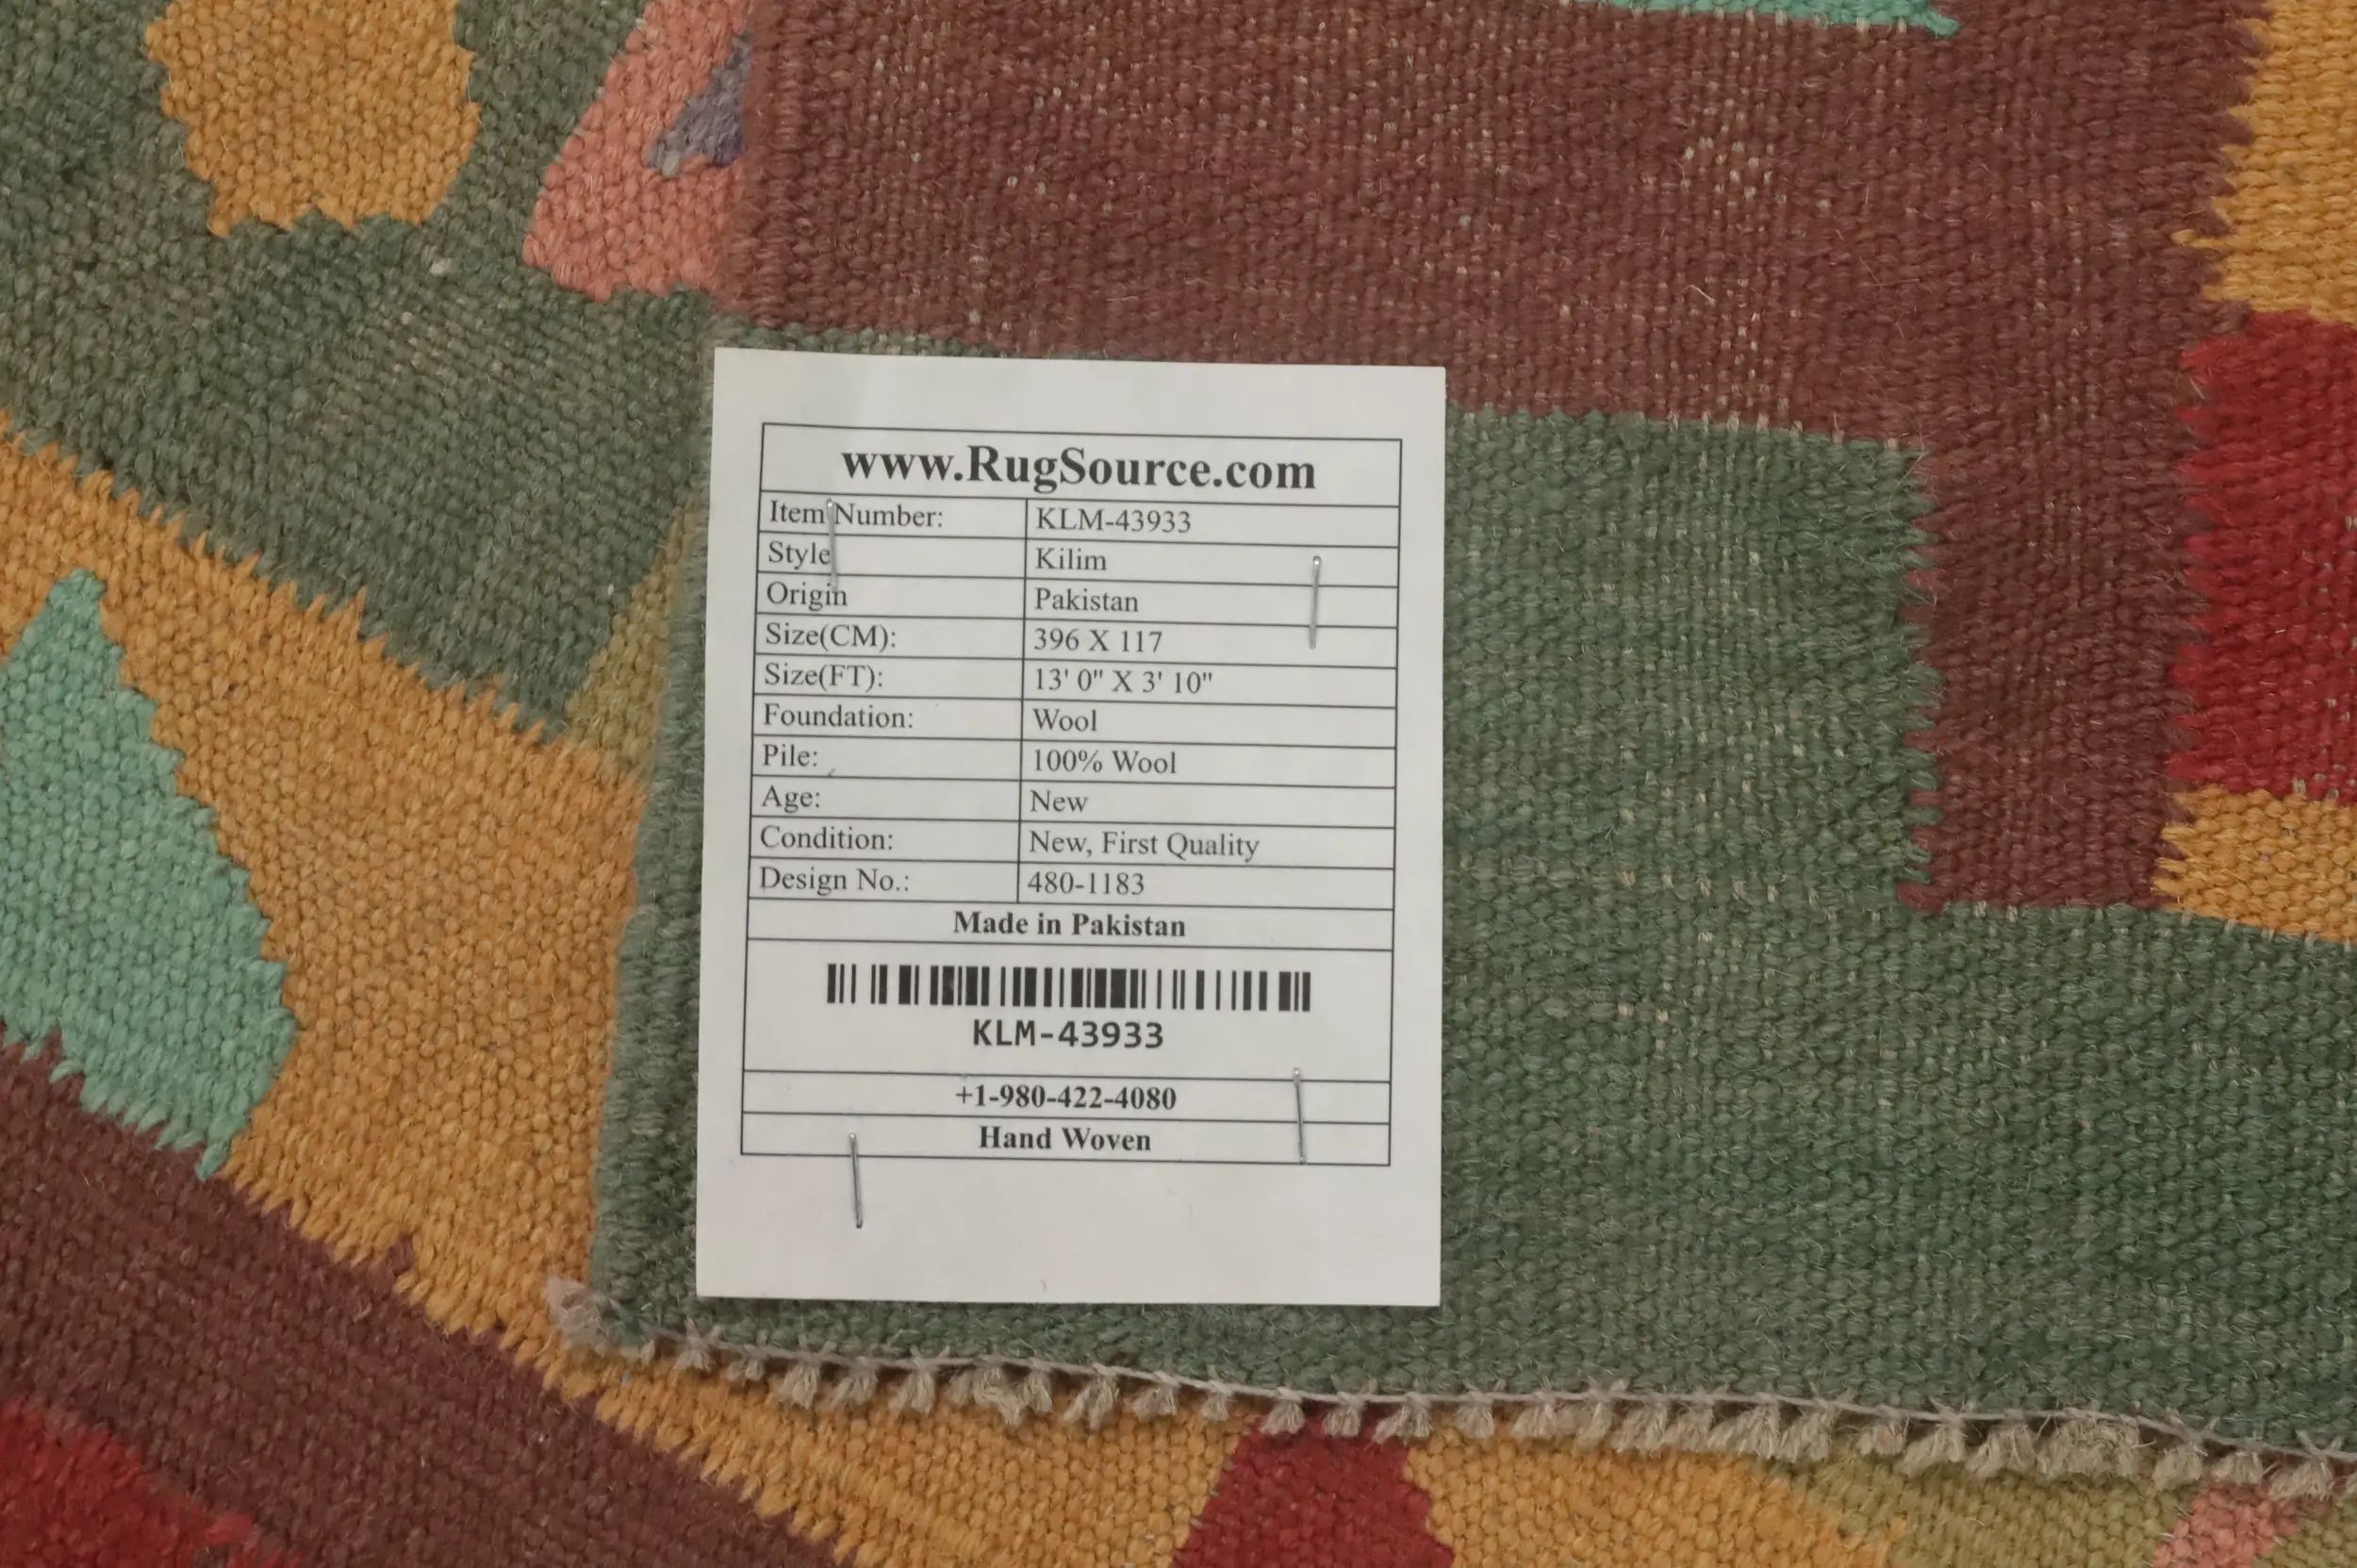 www.RugSource.com
Item Number: KLM-43933
Style Kilim
Origin Pakistan
Size(CM): 396 X 117
Size(FT): 13' 0" X 3' 10"
Foundation: Wool
Pile: 100% Wool
Age: New
Condition: New, First Quality
Design No.: 480-1183
Made in Pakistan
KLM-43933
+1-980-422-4080
Hand Woven